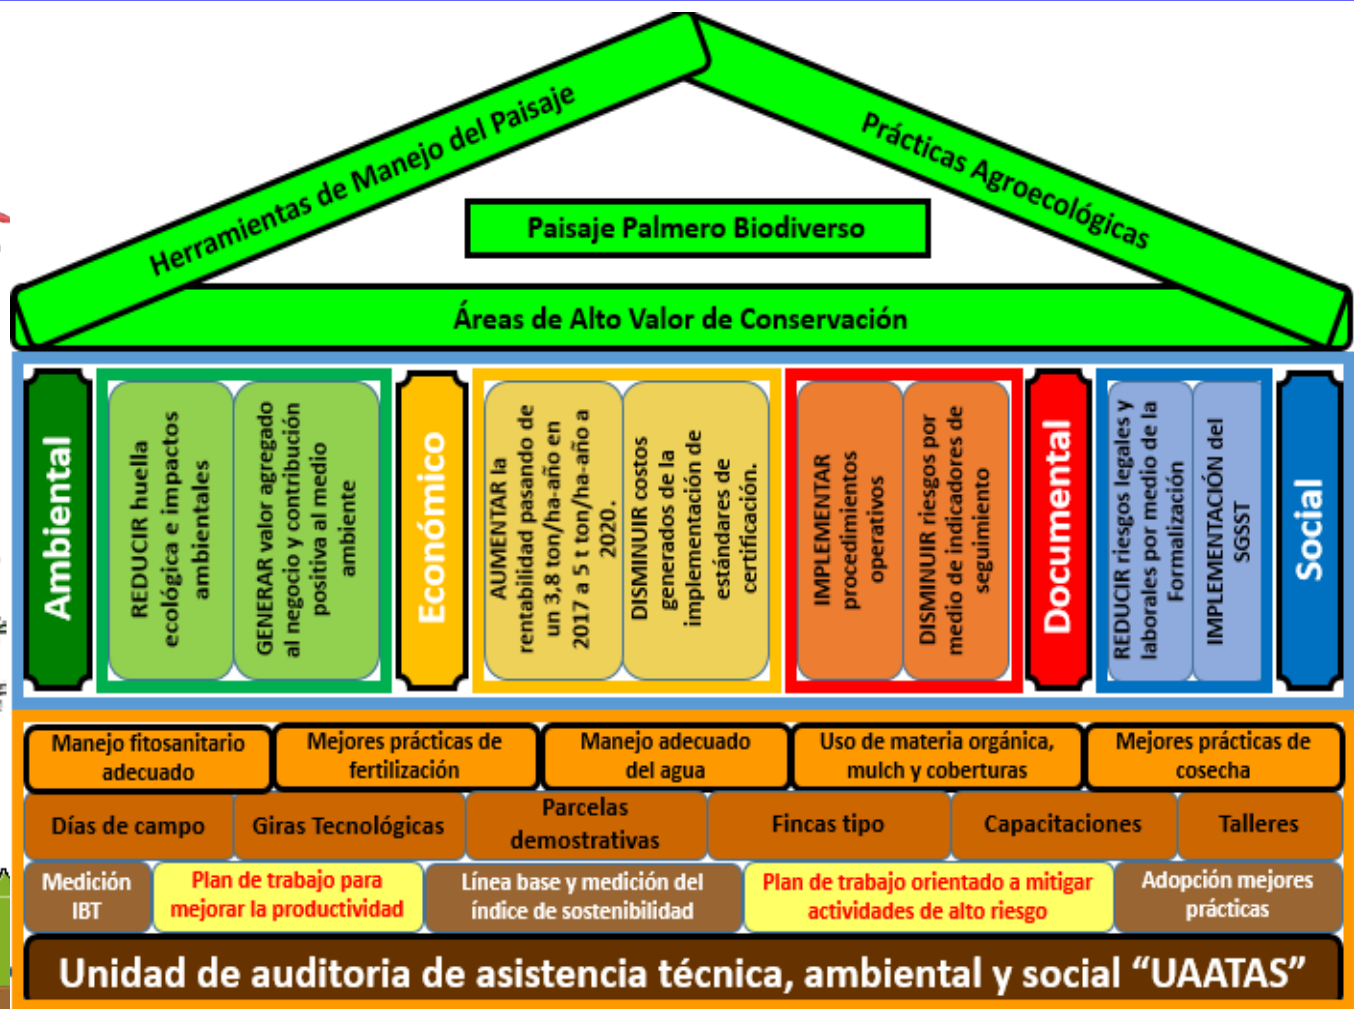 Herramientas de Manejo del Paisaje
Prácticas Agroecológicas
Paisaje Palmero Biodiverso
Áreas de Alto Valor de Conservación
Ambiental
REDUCIR huella
ecológica e impactos
ambientales
GENERAR valor agregado
al negocio y contribución
positiva al medio
ambiente
Económico
AUMENTAR la
rentabilidad pasando de
un 3,8 ton/ha-año en
2017 a 5 t ton/ha-año a
2020.
DISMINUIR costos
generados de la
implementación de
estándares de
certificación.
IMPLEMENTAR
procedimientos
operativos
DISMINUIR riesgos por
medio de indicadores de
seguimiento
Documental
REDUCIR riesgos legales y
laborales por medio de la
Formalización
IMPLEMENTACIÓN del
SGSST
Social
Manejo fitosanitario
adecuado
Mejores prácticas de
fertilización
Manejo adecuado
del agua
Uso de materia orgánica,
mulch y coberturas
Mejores prácticas de
cosecha
Días de campo
Giras Tecnológicas
Parcelas
demostrativas
Fincas tipo
Capacitaciones
Talleres
Medición
IBT
Plan de trabajo para
mejorar la productividad
Línea base y medición del
índice de sostenibilidad
Plan de trabajo orientado a mitigar
actividades de alto riesgo
Adopción mejores
prácticas
Unidad de auditoria de asistencia técnica, ambiental y social “UAATAS”